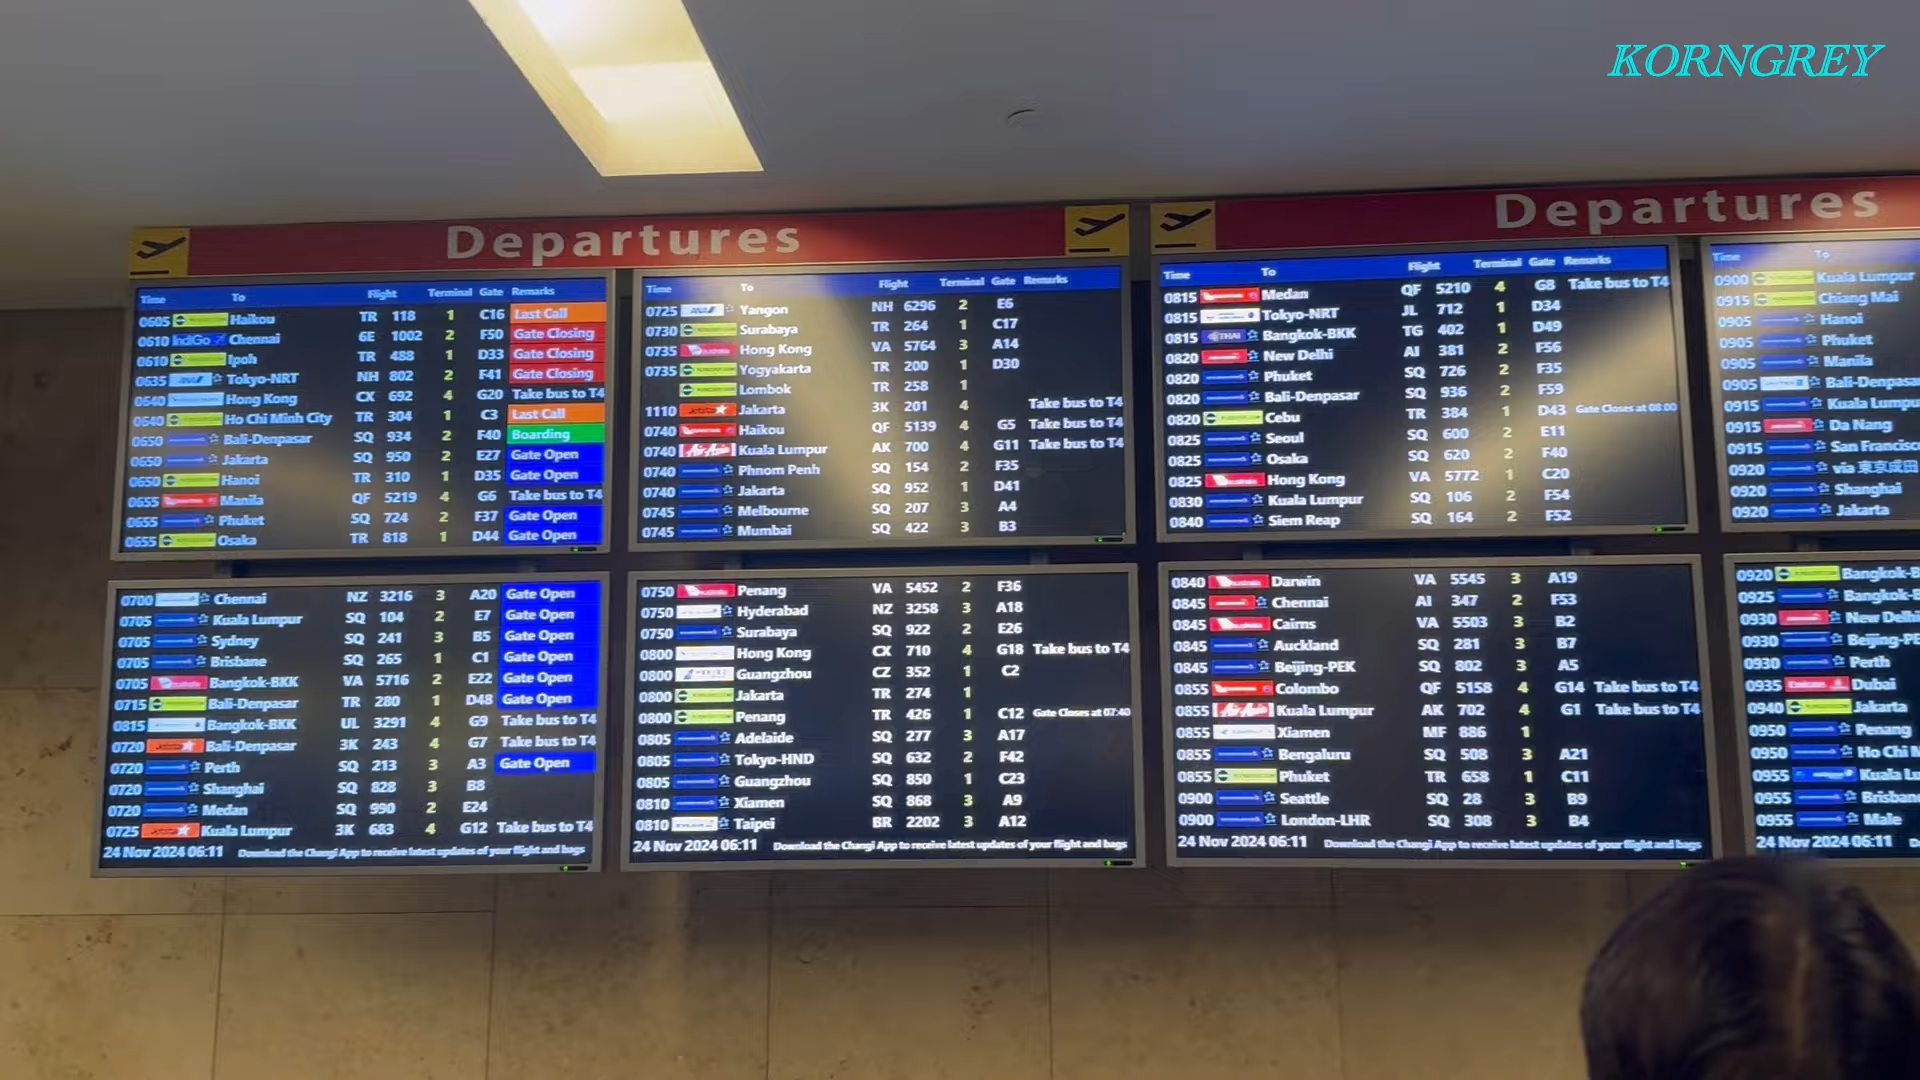 KORNGREY
Departures
Time To Flight Terminal Gate Remarks
0605 Haikou TR 118 1 C16 Last Call
0610 IndiGo Chennai 6E 1002 2 F50 Gate Closing
0610 Ipoh TR 488 1 D33 Gate Closing
0635 ANA Tokyo-NRT NH 802 2 F41 Gate Closing
0640 Hong Kong CX 692 4 G20 Take bus to T4
0640 Ho Chi Minh City TR 304 1 C3 Last Call
0650 Bali-Denpasar SQ 934 2 F40 Boarding
0650 Jakarta SQ 950 2 E27 Gate Open
0650 Hanoi TR 310 1 D35 Gate Open
0655 Manila QF 5219 4 G6 Take bus to T4
0655 Phuket SQ 724 2 F37 Gate Open
0655 Osaka TR 818 1 D44 Gate Open
0700 Chennai NZ 3216 3 A20 Gate Open
0705 Kuala Lumpur SQ 104 2 E7 Gate Open
0705 Sydney SQ 241 3 B5 Gate Open
0705 Brisbane SQ 265 1 C1 Gate Open
0705 Bangkok-BKK VA 5716 2 E22 Gate Open
0715 Bali-Denpasar TR 280 1 D48 Gate Open
0815 Bangkok-BKK UL 3291 4 G9 Take bus to T4
0720 Jetstar Bali-Denpasar 3K 243 4 G7 Take bus to T4
0720 Perth SQ 213 3 A3 Gate Open
0720 Shanghai SQ 828 3 B8
0720 Medan SQ 990 2 E24
0725 Jetstar Kuala Lumpur 3K 683 4 G12 Take bus to T4
24 Nov 2024 06:11 Download the Changi App to receive latest updates of your flight and bags
Time To Flight Terminal Gate Remarks
0725 ANA Yangon NH 6296 2 E6
0730 Surabaya TR 264 1 C17
0735 Hong Kong VA 5764 3 A14
0735 Yogyakarta TR 200 1 D30
Lombok TR 258 1
1110 Jetstar Jakarta 3K 201 4 Take bus to T4
0740 Haikou QF 5139 4 G5 Take bus to T4
0740 AirAsia Kuala Lumpur AK 700 4 G11 Take bus to T4
0740 Phnom Penh SQ 154 2 F35
0740 Jakarta SQ 952 1 D41
0745 Melbourne SQ 207 3 A4
0745 Mumbai SQ 422 3 B3
0750 Penang VA 5452 2 F36
0750 Hyderabad NZ 3258 3 A18
0750 Surabaya SQ 922 2 E26
0800 Hong Kong CX 710 4 G18 Take bus to T4
0800 Guangzhou CZ 352 1 C2
0800 Jakarta TR 274 1
0800 Penang TR 426 1 C12 Gate Closes at 07:40
0805 Adelaide SQ 277 3 A17
0805 Tokyo-HND SQ 632 2 F42
0805 Guangzhou SQ 850 1 C23
0810 Xiamen SQ 868 3 A9
0810 Taipei BR 2202 3 A12
24 Nov 2024 06:11 Download the Changi App to receive latest updates of your flight and bags
Departures
Time To Flight Terminal Gate Remarks
0815 Medan QF 5210 4 G8 Take bus to T4
0815 Tokyo-NRT JL 712 1 D34
0815 THAI Bangkok-BKK TG 402 1 D49
0820 New Delhi AI 381 2 F56
0820 Phuket SQ 726 2 F35
0820 Bali-Denpasar SQ 936 2 F59
0820 Cebu TR 384 1 D43 Gate Closes at 08:00
0825 Seoul SQ 600 2 E11
0825 Osaka SQ 620 2 F40
0825 Hong Kong VA 5772 1 C20
0830 Kuala Lumpur SQ 106 2 F54
0840 Siem Reap SQ 164 2 F52
0840 Darwin VA 5545 3 A19
0845 Chennai AI 347 2 F53
0845 Cairns VA 5503 3 B2
0845 Auckland SQ 281 3 B7
0845 Beijing-PEK SQ 802 3 A5
0855 Colombo QF 5158 4 G14 Take bus to T4
0855 AirAsia Kuala Lumpur AK 702 4 G1 Take bus to T4
0855 Xiamen MF 886 1
0855 Bengaluru SQ 508 3 A21
0855 Phuket TR 658 1 C11
0900 Seattle SQ 28 3 B9
0900 London-LHR SQ 308 3 B4
24 Nov 2024 06:11 Download the Changi App to receive latest updates of your flight and bags
Time To
0900 Kuala Lumpur
0915 Chiang Mai
0905 Hanoi
0905 Phuket
0905 Manila
0905 Bali-Denpasar
0915 Kuala Lumpu
0915 Da Nang
0915 San Francisc
0920 via 東京成田
0920 Shanghai
0920 Jakarta
0920 Bangkok-B
0925 Bangkok-B
0930 New Delhi
0930 Beijing-PE
0930 Perth
0935 Emirates Dubai
0940 Jakarta
0950 Penang
0950 Ho Chi M
0955 Kuala Lu
0955 Brisban
0955 Male
24 Nov 2024 06:11 D